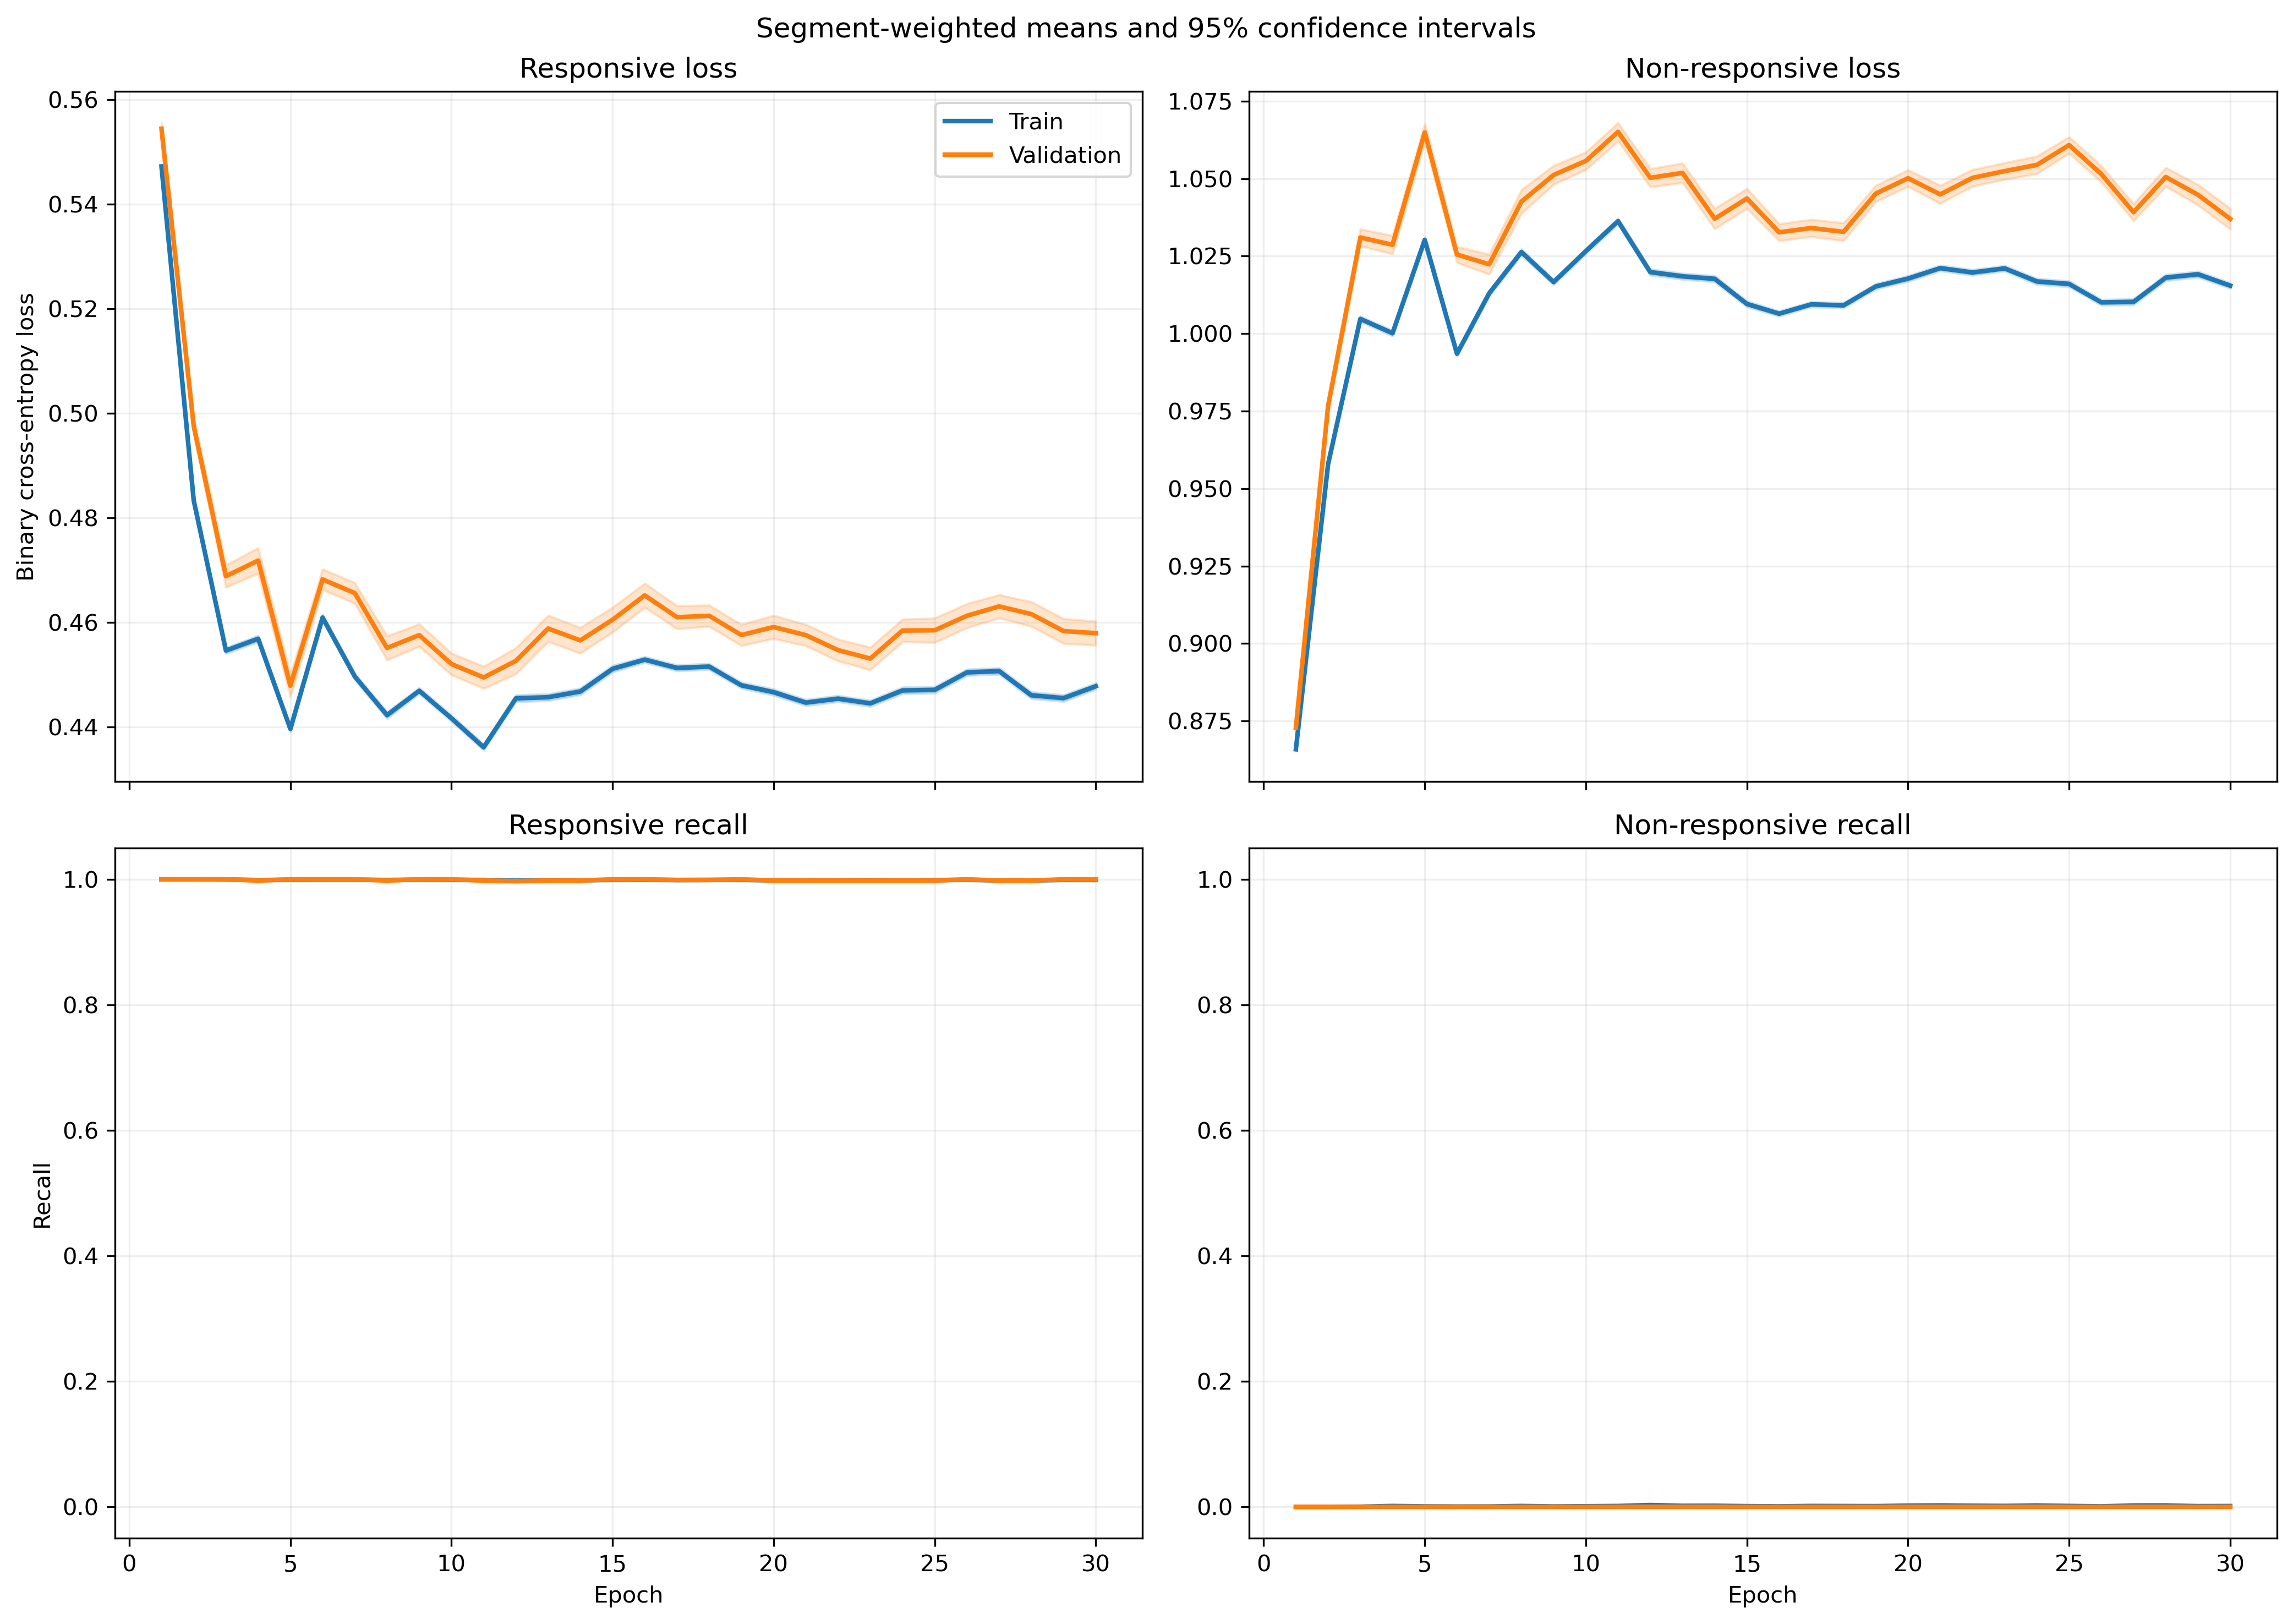 Segment-weighted means and 95% confidence intervals
Responsive loss
Binary cross-entropy loss
0.56
0.54
0.52
0.50
0.48
0.46
0.44
Train
Validation
Non-responsive loss
1.075
1.050
1.025
1.000
0.975
0.950
0.925
0.900
0.875
Responsive recall
Recall
1.0
0.8
0.6
0.4
0.2
0.0
0 5 10 15 20 25 30
Epoch
Non-responsive recall
1.0
0.8
0.6
0.4
0.2
0.0
0 5 10 15 20 25 30
Epoch